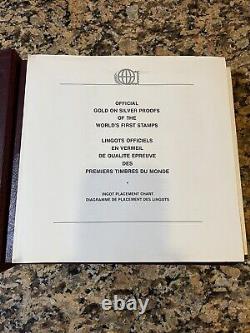 OFFICIAL
GOLD ON SILVER PROOFS
OF THE
WORLD'S FIRST STAMPS
LINGOTS OFFICIELS
EN VERMEIL
DE QUALITE EPREUVE
DES
PREMIERS TIMBRES DU MONDE
INGOT PLACEMENT CHART
DIAGRAMME DE PLACEMENT DES LINGOTS